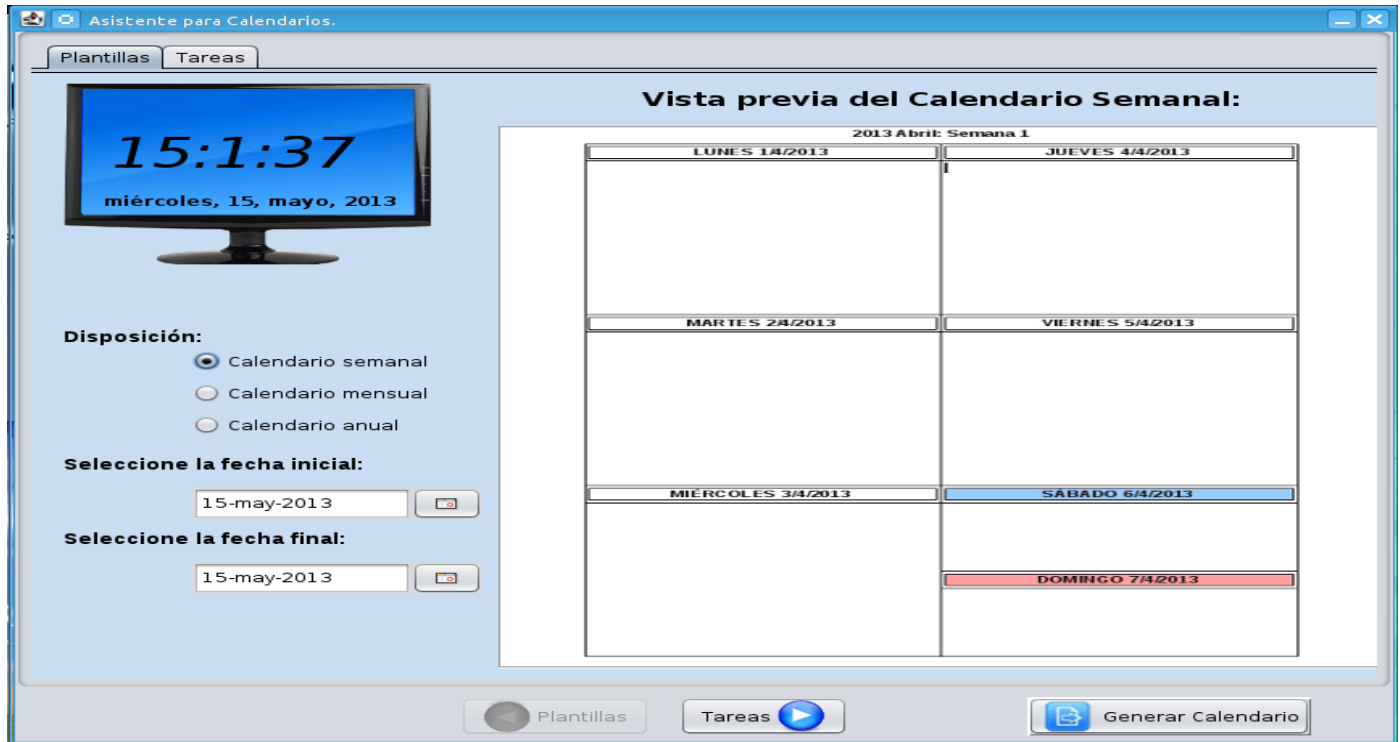 Asistente para Calendarios.
Plantillas Tareas
15:1:37
miércoles, 15, mayo, 2013
Disposición:
Calendario semanal
Calendario mensual
Calendario anual
Seleccione la fecha inicial:
15-may-2013
Seleccione la fecha final:
15-may-2013
Vista previa del Calendario Semanal:
2013 Abril: Semana 1
LUNES 1/4/2013 JUEVES 4/4/2013
MARTES 2/4/2013 VIERNES 5/4/2013
MIÉRCOLES 3/4/2013 SÁBADO 6/4/2013
DOMINGO 7/4/2013
Plantillas Tareas Generar Calendario